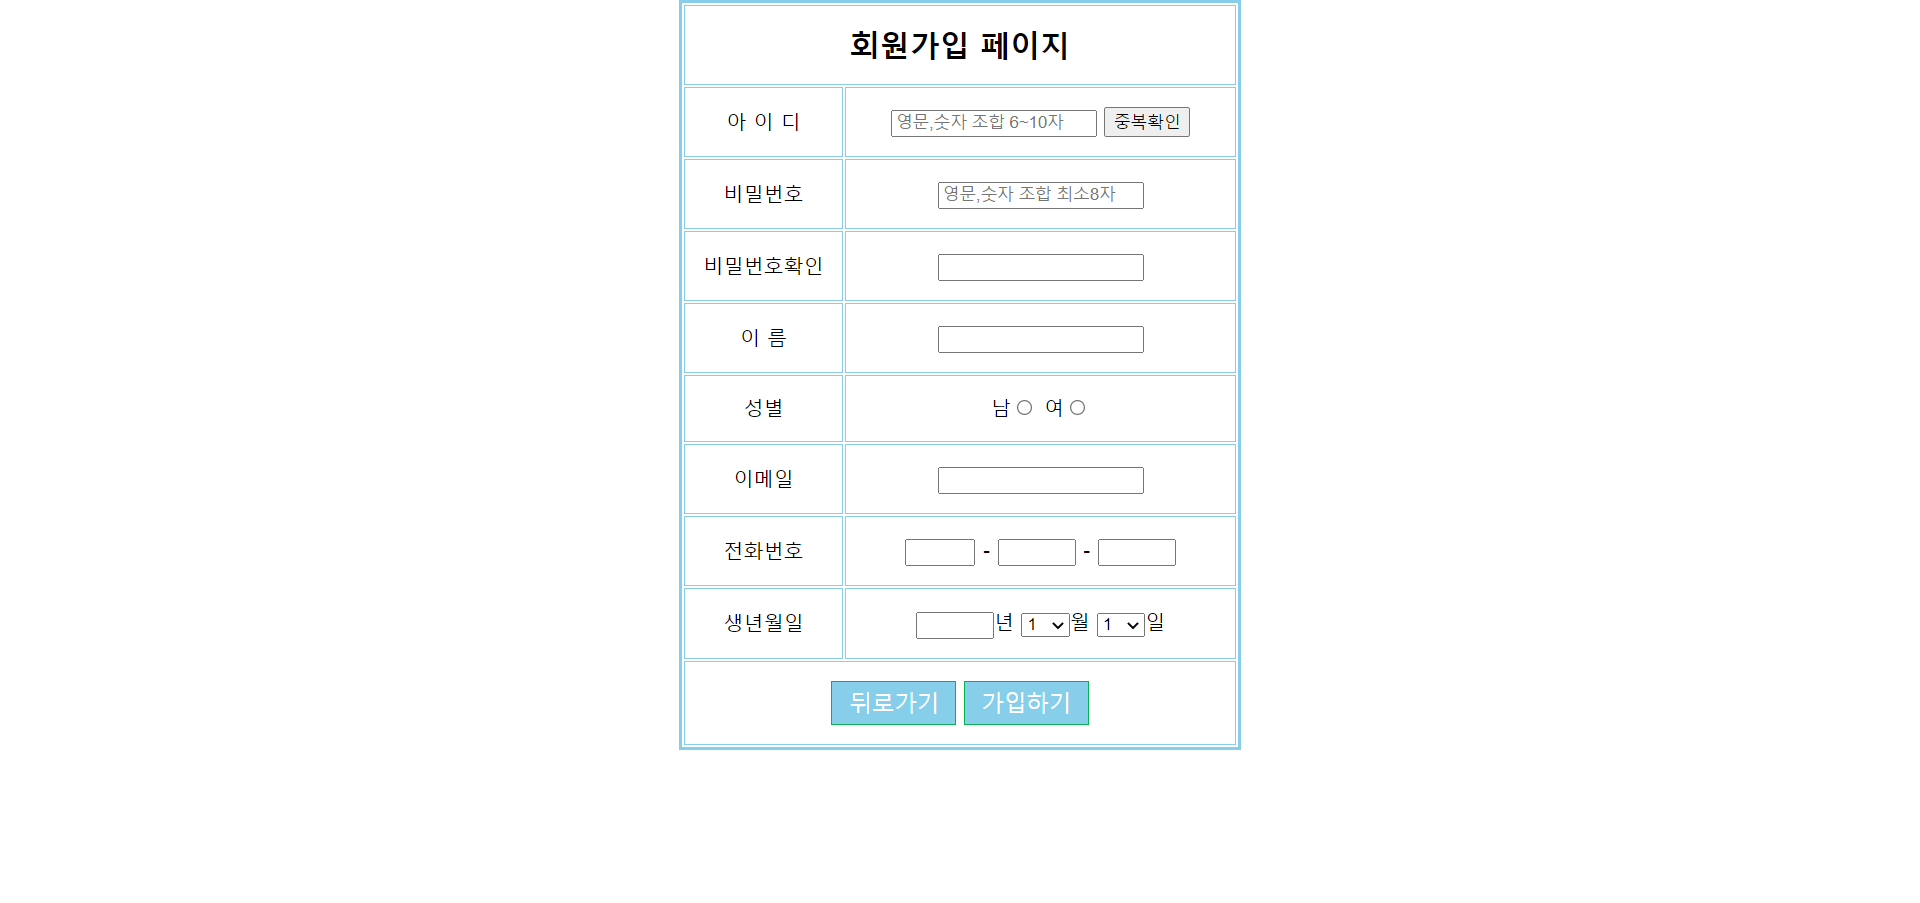 회원가입 페이지
아 이 디 영문,숫자 조합 6~10자 중복확인
비밀번호 영문,숫자 조합 최소8자
비밀번호확인
이 름
성별 남 여
이메일
전화번호 - -
생년월일 년 1 월 1 일
뒤로가기 가입하기